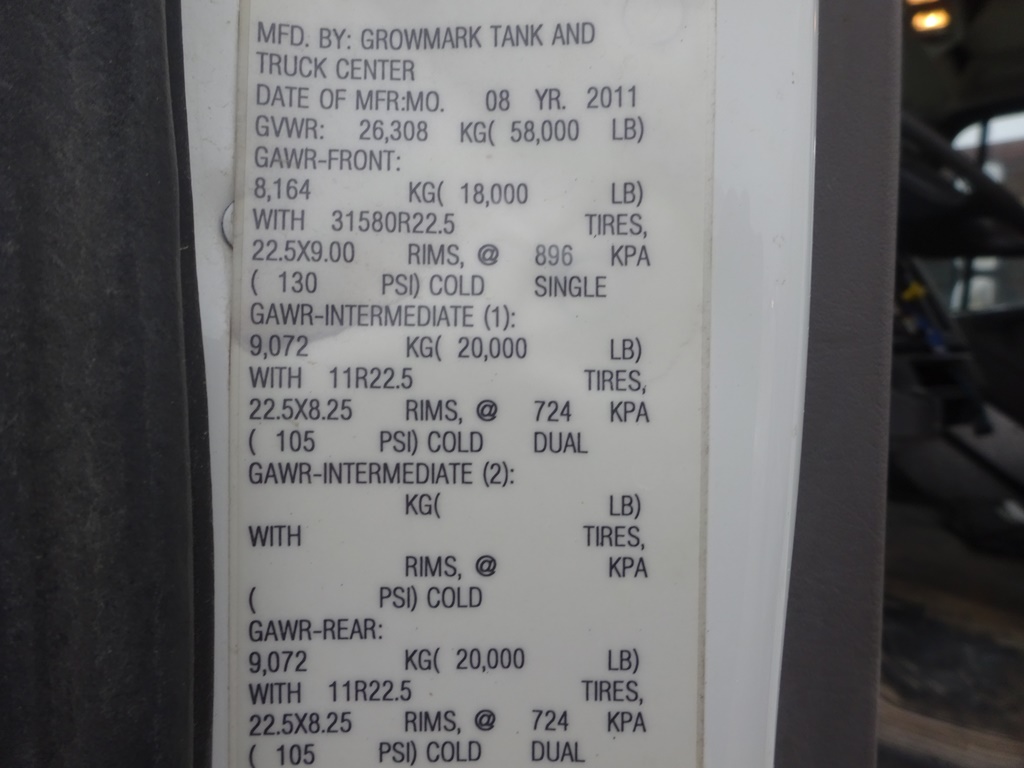 MFD. BY: GROWMARK TANK AND
TRUCK CENTER
DATE OF MFR:MO. 08 YR. 2011
GVWR: 26,308 KG( 58,000 LB)
GAWR-FRONT:
8,164 KG( 18,000 LB)
WITH 31580R22.5 TIRES,
22.5X9.00 RIMS, @ 896 KPA
( 130 PSI) COLD SINGLE
GAWR-INTERMEDIATE (1):
9,072 KG( 20,000 LB)
WITH 11R22.5 TIRES,
22.5X8.25 RIMS, @ 724 KPA
( 105 PSI) COLD DUAL
GAWR-INTERMEDIATE (2):
KG( LB)
WITH TIRES,
RIMS, @ KPA
( PSI) COLD
GAWR-REAR:
9,072 KG( 20,000 LB)
WITH 11R22.5 TIRES,
22.5X8.25 RIMS, @ 724 KPA
( 105 PSI) COLD DUAL